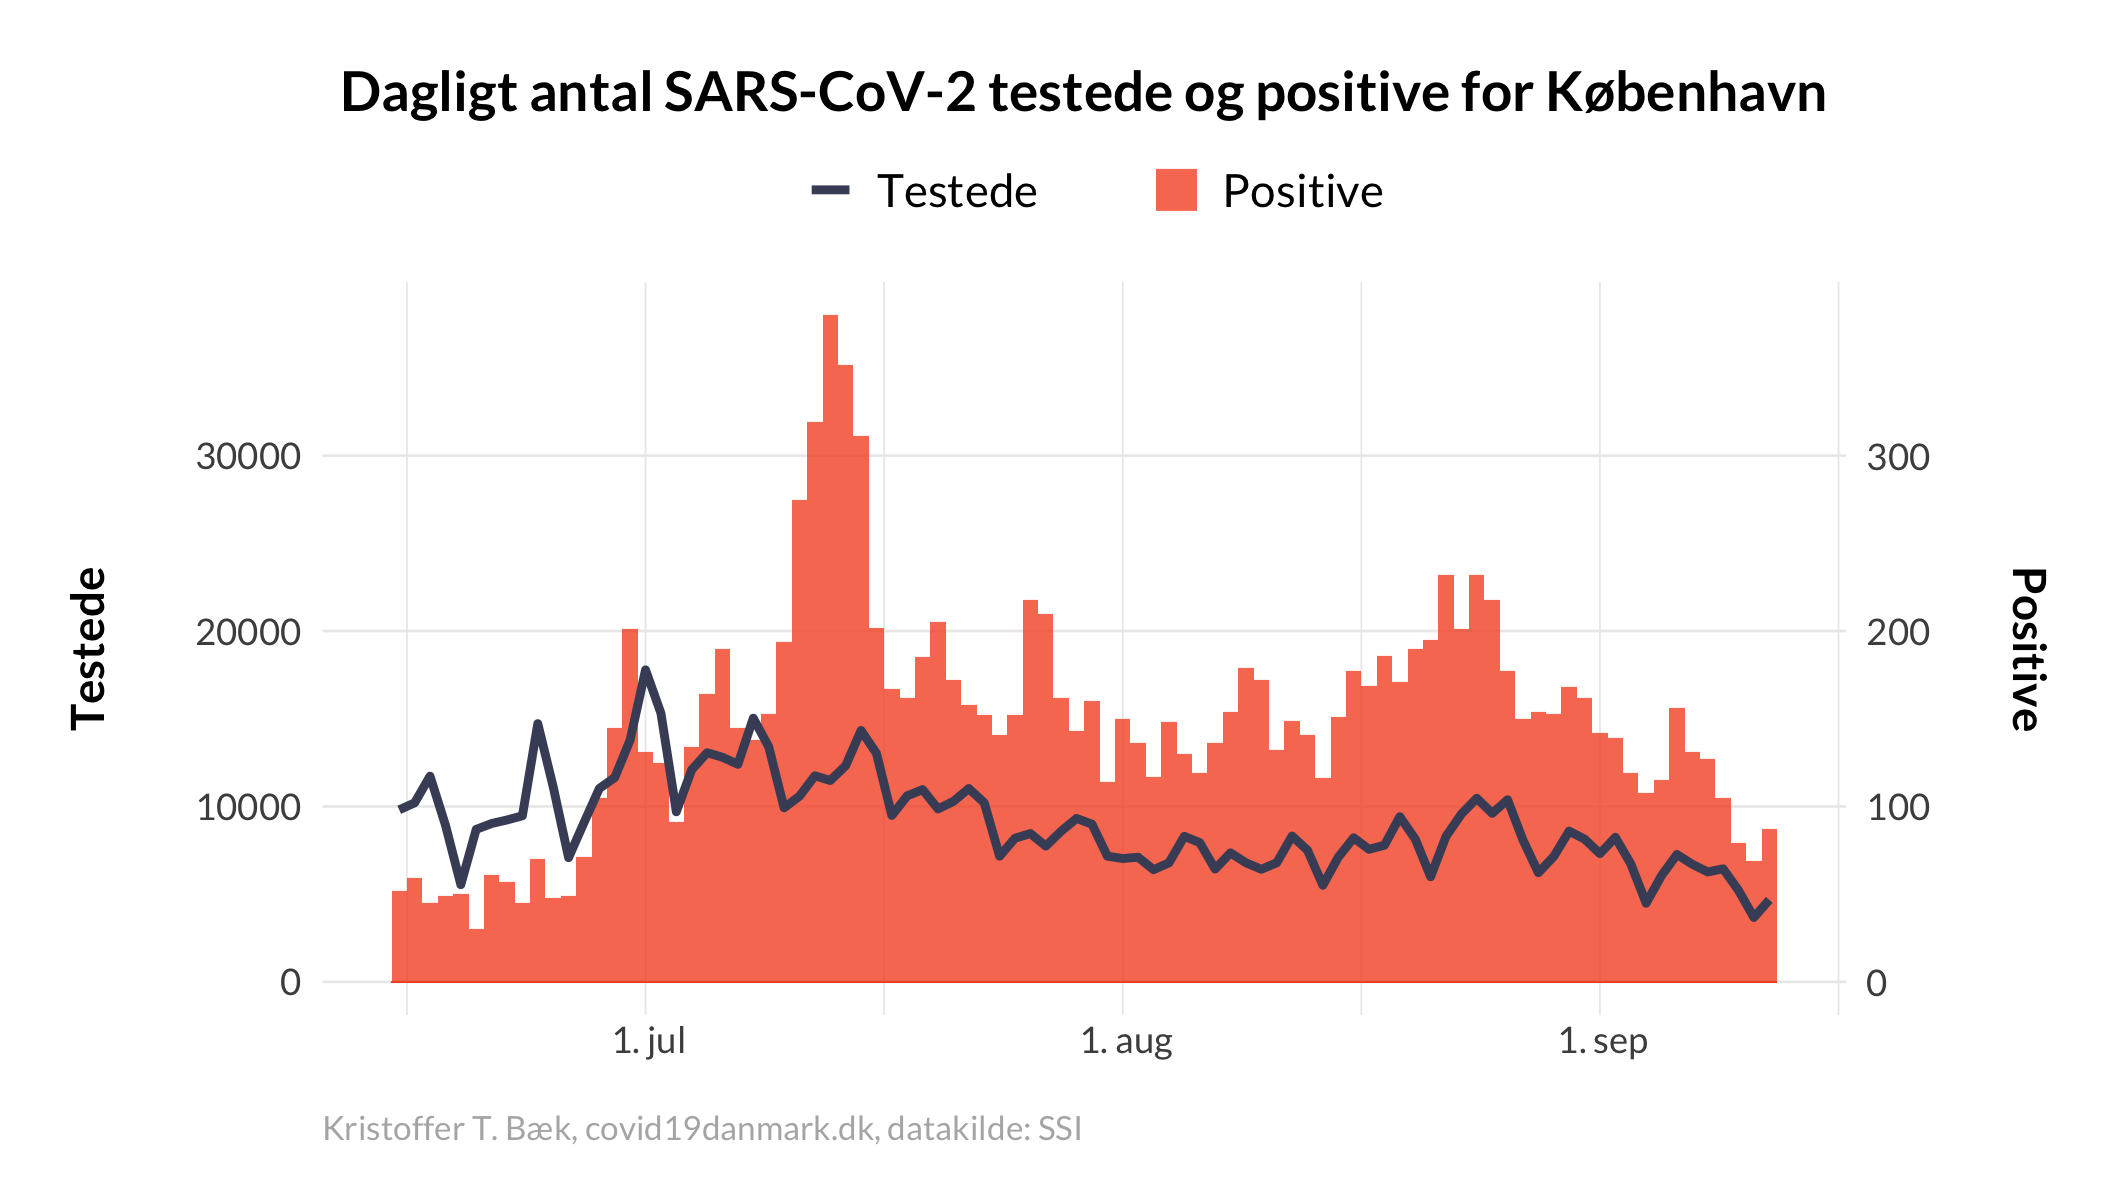 Dagligt antal SARS-CoV-2 testede og positive for København
Testede
Positive
30000
20000
10000
0
Testede
300
200
100
0
Positive
1. jul
1. aug
1. sep
Kristoffer T. Bæk, covid19danmark.dk, datakilde: SSI